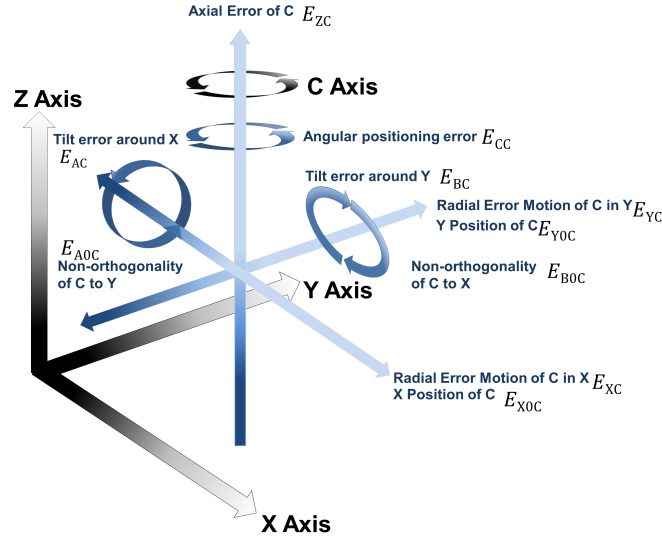 Axial Error of C E_ZC
C Axis
Z Axis
Tilt error around X
E_AC
Angular positioning error E_CC
Tilt error around Y E_BC
Radial Error Motion of C in Y E_YC
Y Position of C E_Y0C
E_A0C
Non-orthogonality
of C to Y
Non-orthogonality E_B0C
of C to X
Y Axis
Radial Error Motion of C in X E_XC
X Position of C E_X0C
X Axis